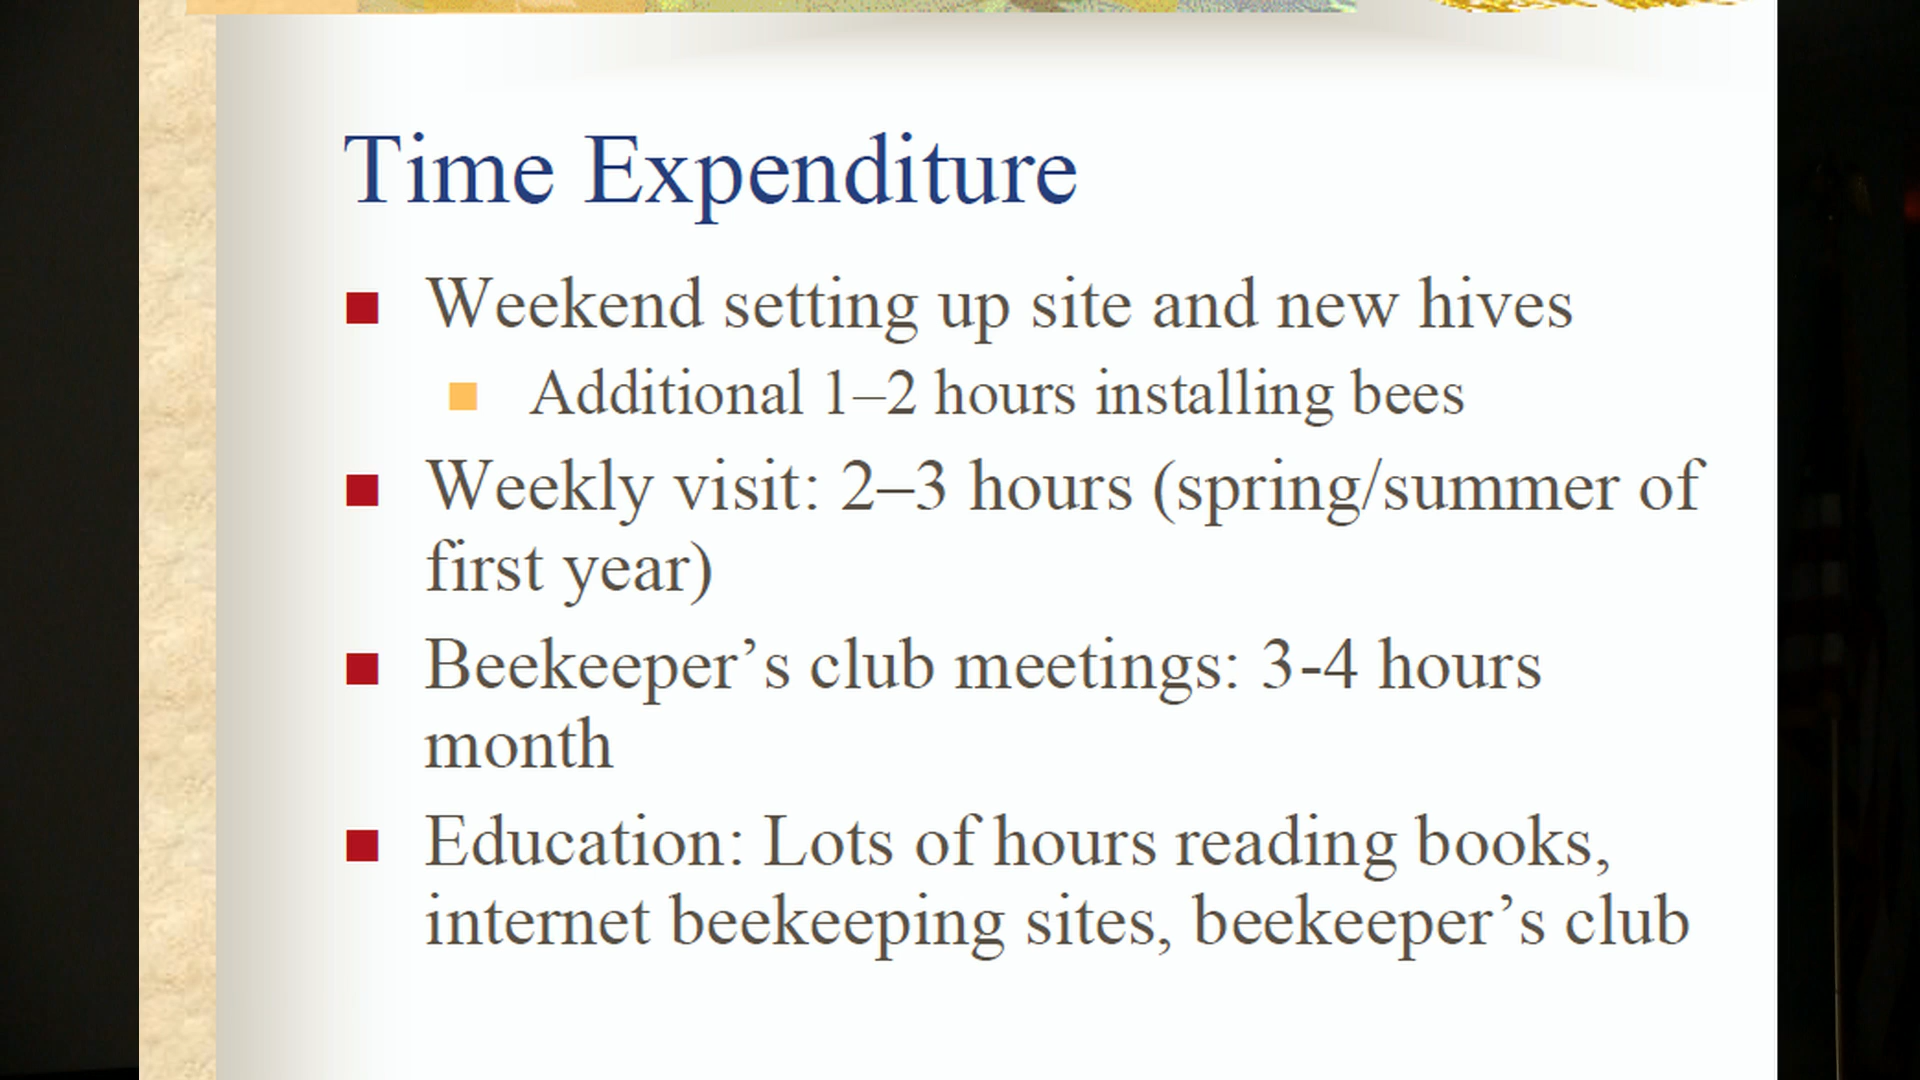 Time Expenditure
Weekend setting up site and new hives
Additional 1–2 hours installing bees
Weekly visit: 2–3 hours (spring/summer of
first year)
Beekeeper’s club meetings: 3-4 hours
month
Education: Lots of hours reading books,
internet beekeeping sites, beekeeper’s club